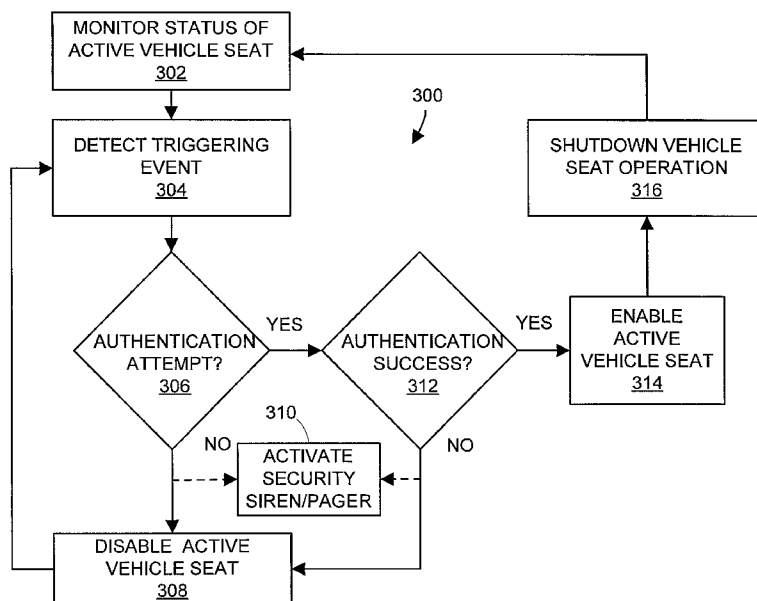 MONITOR STATUS OF
ACTIVE VEHICLE SEAT
302
300
DETECT TRIGGERING
EVENT
304
SHUTDOWN VEHICLE
SEAT OPERATION
316
AUTHENTICATION
ATTEMPT?
306
YES
AUTHENTICATION
SUCCESS?
312
YES
ENABLE
ACTIVE
VEHICLE SEAT
314
NO
310
NO
ACTIVATE
SECURITY
SIREN/PAGER
DISABLE ACTIVE
VEHICLE SEAT
308